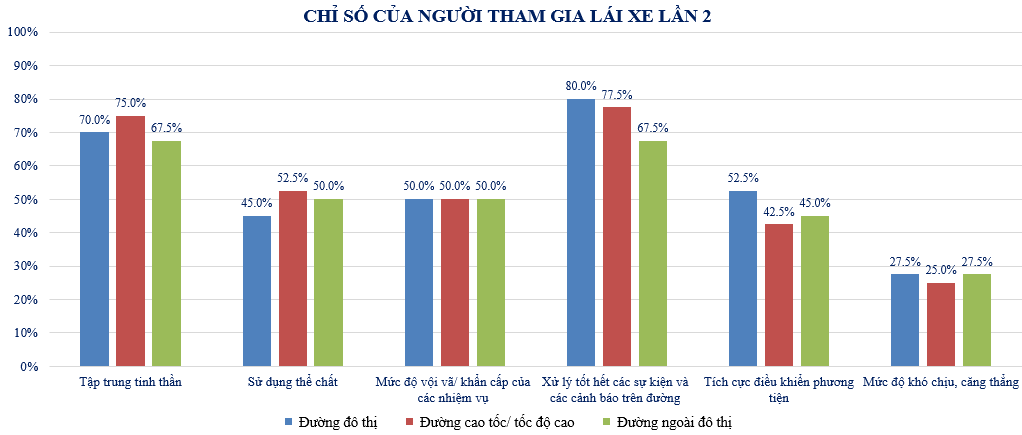 CHỈ SỐ CỦA NGƯỜI THAM GIA LÁI XE LẦN 2
100%
90%
80%
70%
60%
50%
40%
30%
20%
10%
0%
70.0% 75.0% 67.5%
45.0% 52.5% 50.0%
50.0% 50.0% 50.0%
80.0% 77.5% 67.5%
52.5% 42.5% 45.0%
27.5% 25.0% 27.5%
Tập trung tinh thần
Sử dụng thể chất
Mức độ vội vã/ khẩn cấp của
các nhiệm vụ
Xử lý tốt hết các sự kiện và
các cảnh báo trên đường
Tích cực điều khiển phương
tiện
Mức độ khó chịu, căng thẳng
Đường đô thị
Đường cao tốc/ tốc độ cao
Đường ngoài đô thị